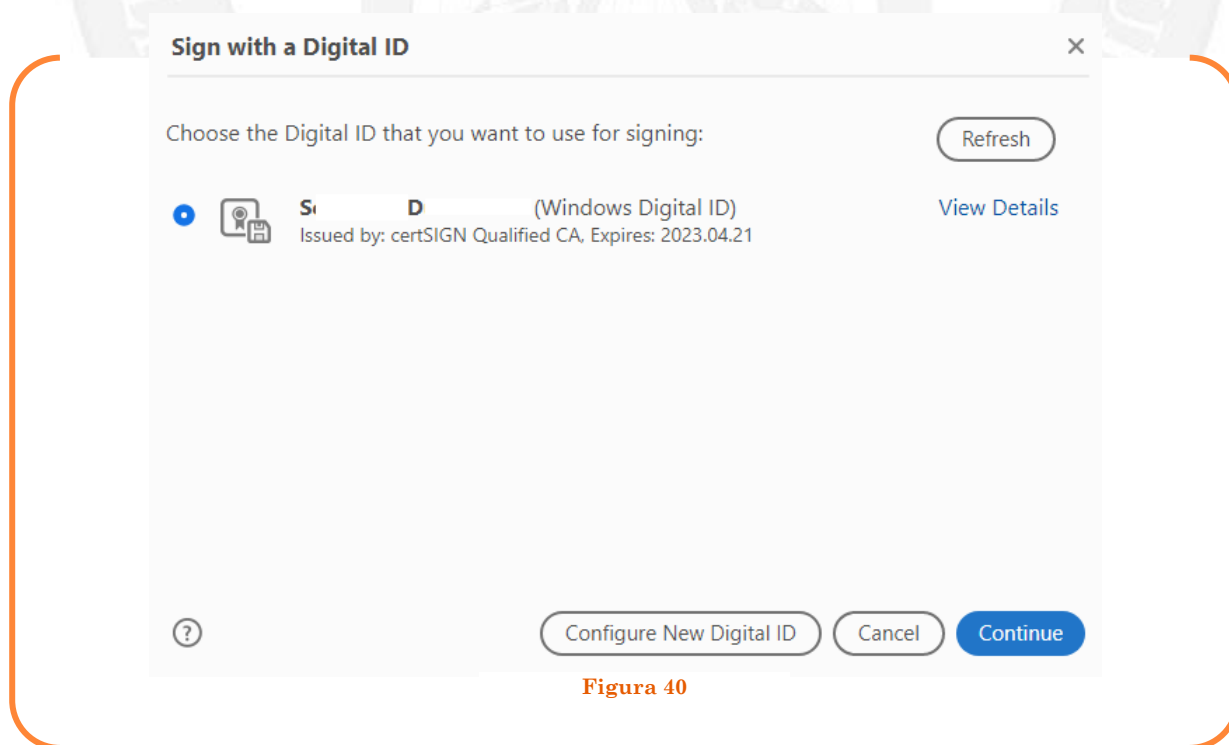 Sign with a Digital ID
Choose the Digital ID that you want to use for signing:
Refresh
(Windows Digital ID)
View Details
Issued by: certSIGN Qualified CA, Expires: 2023.04.21
Configure New Digital ID
Cancel
Continue
Figura 40